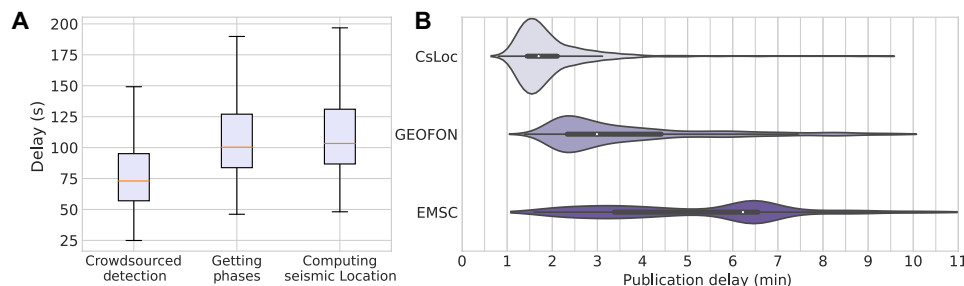 A
200
175
150
125
100
75
50
25
Delay (s)
Crowdsourced
detection
Getting
phases
Computing
seismic Location
B
CsLoc
GEOFON
EMSC
0 1 2 3 4 5 6 7 8 9 10 11
Publication delay (min)